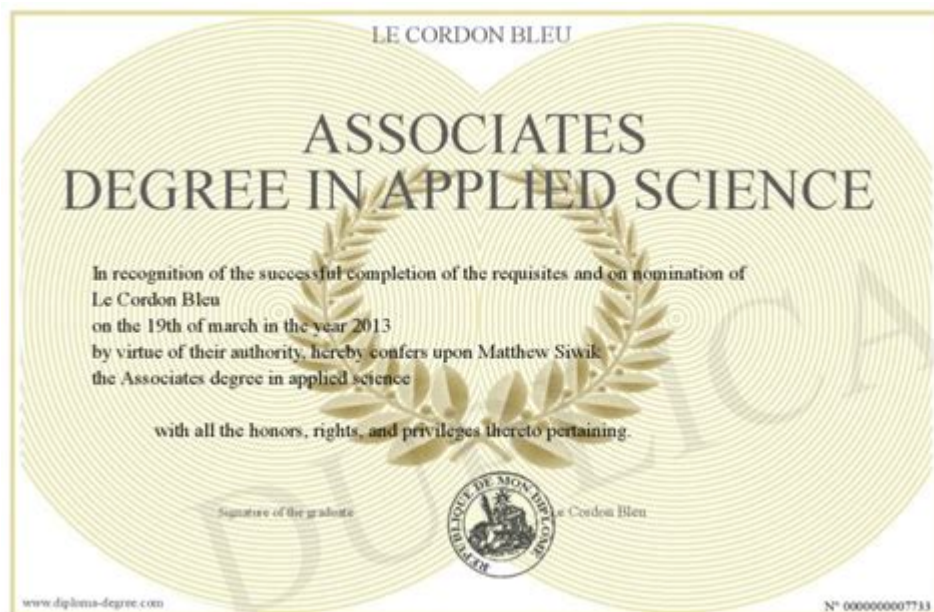 LE CORDON BLEU
ASSOCIATES
DEGREE IN APPLIED SCIENCE
In recognition of the successful completion of the requisites and on nomination of
Le Cordon Bleu
on the 19th of march in the year 2013
by virtue of their authority, hereby confers upon Matthew Siwik
the Associates degree in applied science
with all the honors, rights, and privileges thereto pertaining.
Signature of the graduate
Le Cordon Bleu
REPUBLIQUE DE MON DIPLOME
DUPLICATA
www.diploma-degree.com
N° 0000000007733